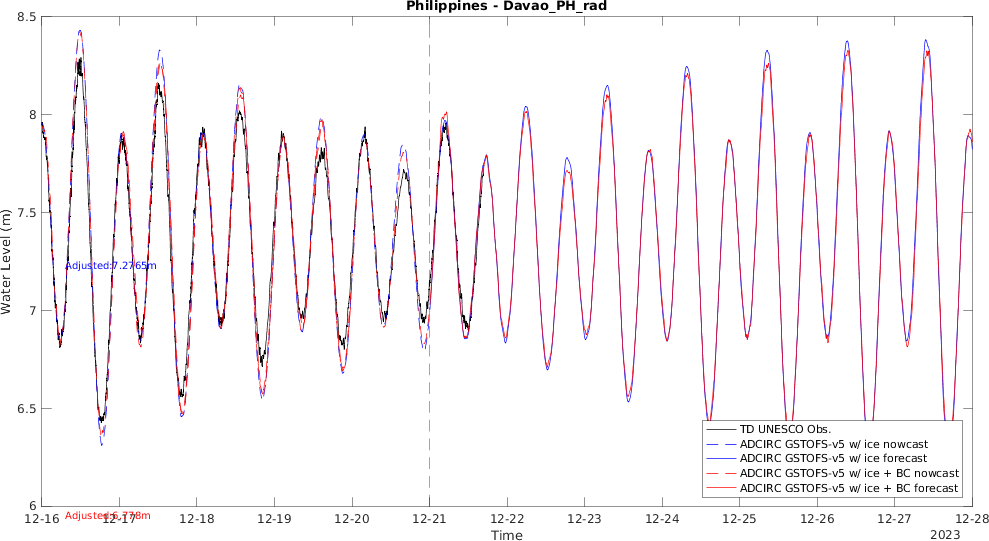 Philippines - Davao_PH_rad
8.5
8
7.5
7
6.5
6
Water Level (m)
Adjusted:7.2765m
Adjusted:6.778m
TD UNESCO Obs.
ADCIRC GSTOFS-v5 w/ ice nowcast
ADCIRC GSTOFS-v5 w/ ice forecast
ADCIRC GSTOFS-v5 w/ ice + BC nowcast
ADCIRC GSTOFS-v5 w/ ice + BC forecast
12-16 12-17 12-18 12-19 12-20 12-21 12-22 12-23 12-24 12-25 12-26 12-27 12-28
Time
2023